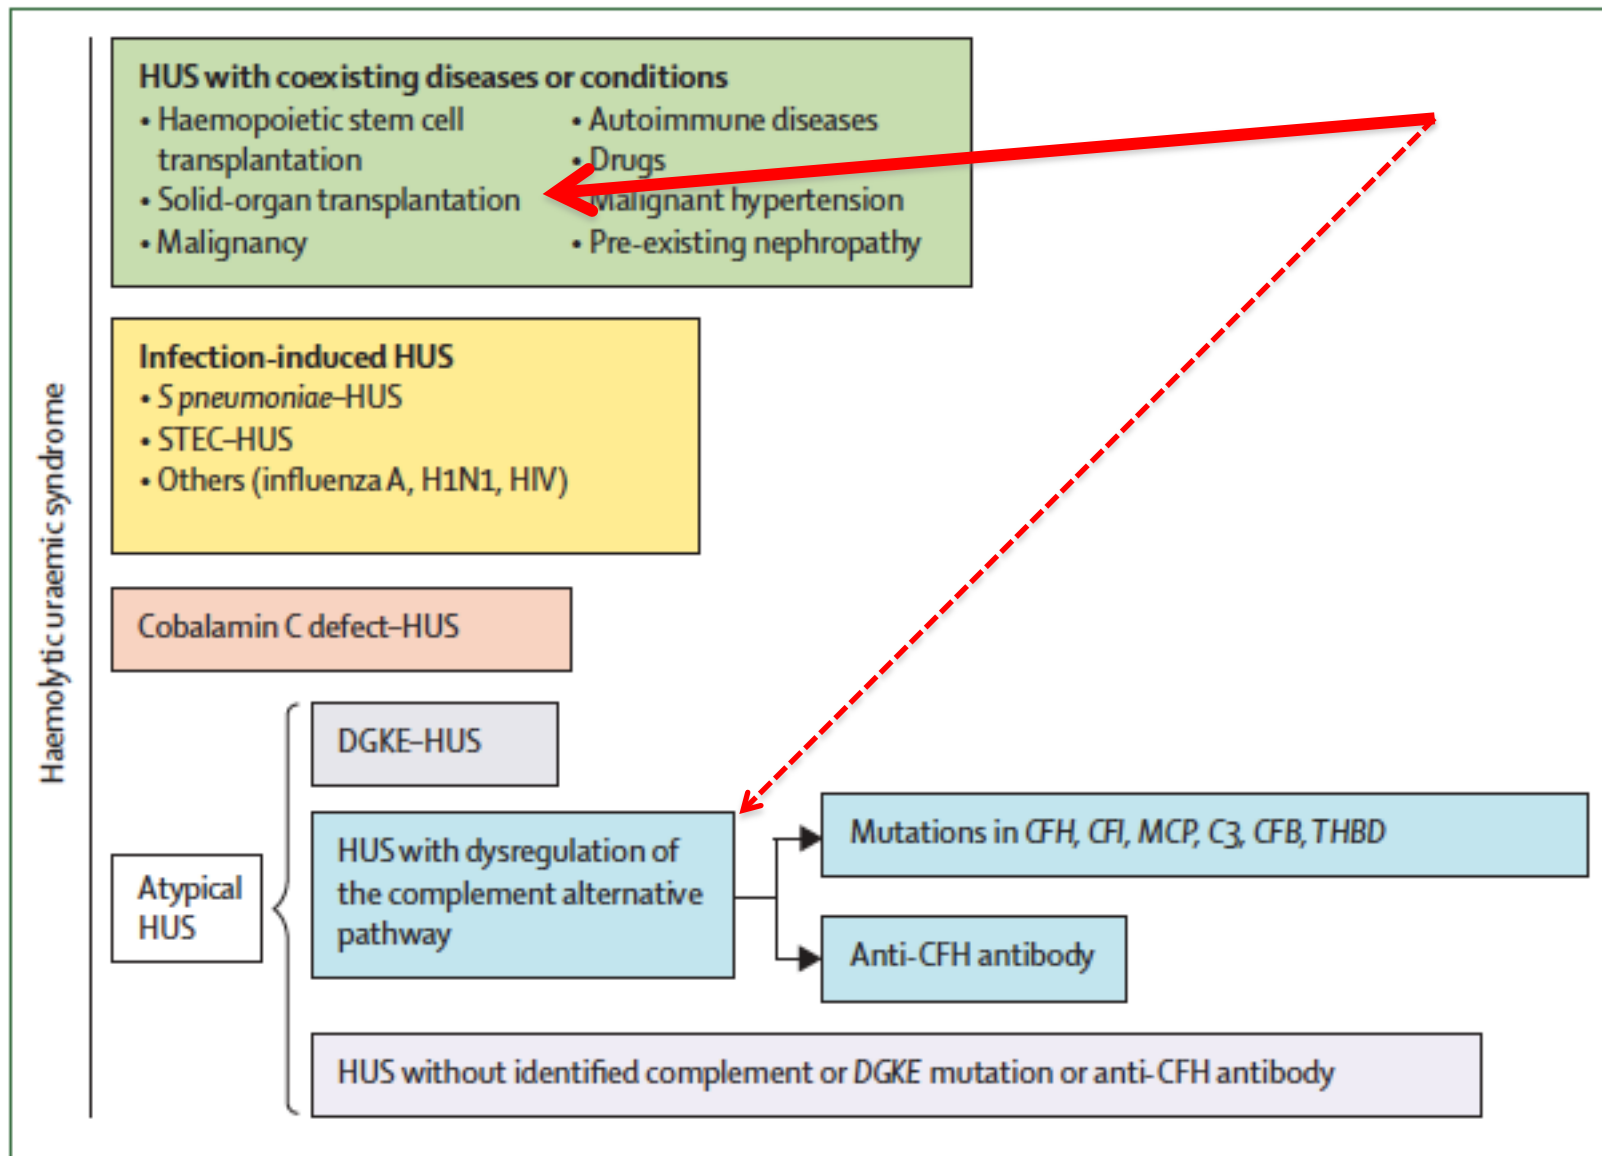 Haemolytic uraemic syndrome
HUS with coexisting diseases or conditions
• Haemopoietic stem cell
transplantation
• Solid-organ transplantation
• Malignancy
• Autoimmune diseases
• Drugs
• Malignant hypertension
• Pre-existing nephropathy
Infection-induced HUS
• S pneumoniae–HUS
• STEC–HUS
• Others (influenza A, H1N1, HIV)
Cobalamin C defect–HUS
Atypical
HUS
DGKE–HUS
HUS with dysregulation of
the complement alternative
pathway
Mutations in CFH, CFI, MCP, C3, CFB, THBD
Anti-CFH antibody
HUS without identified complement or DGKE mutation or anti-CFH antibody